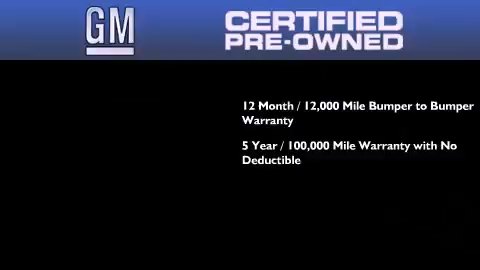 GM
CERTIFIED
PRE-OWNED
12 Month / 12,000 Mile Bumper to Bumper
Warranty
5 Year / 100,000 Mile Warranty with No
Deductible